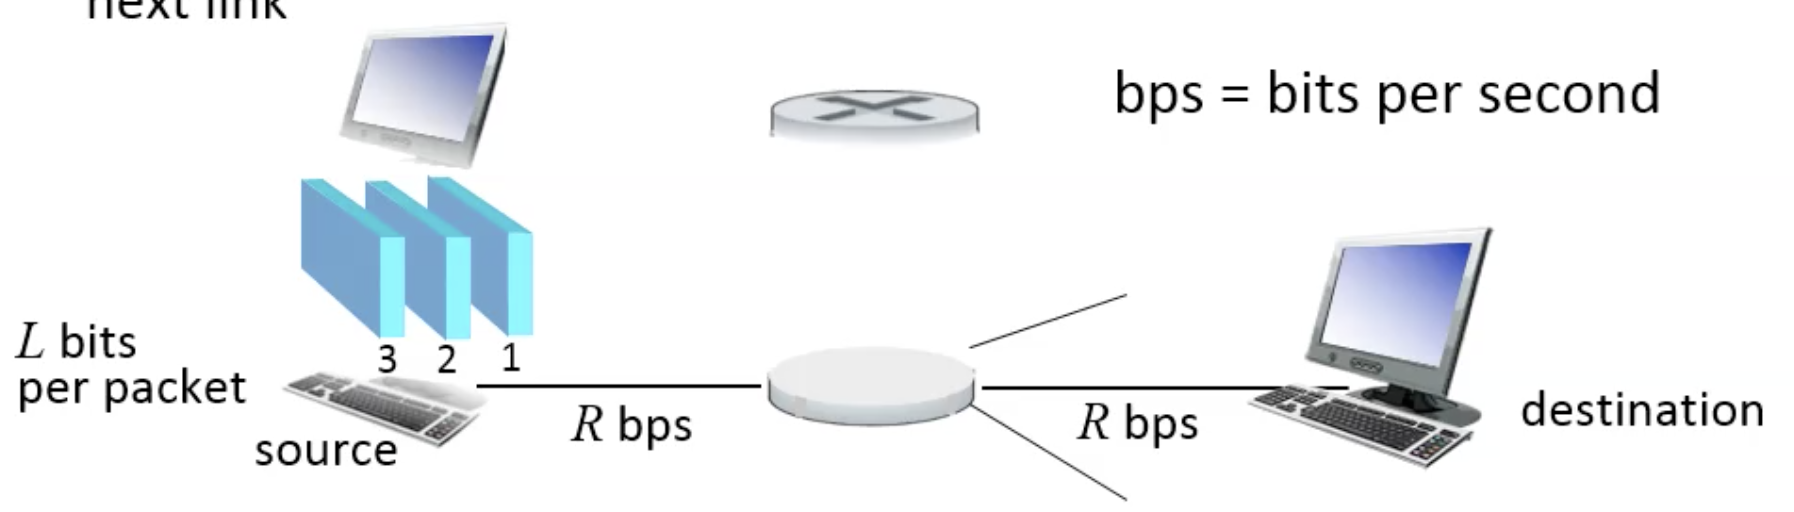 next link
bps = bits per second
L bits
per packet
3 2 1
source
R bps
R bps
destination